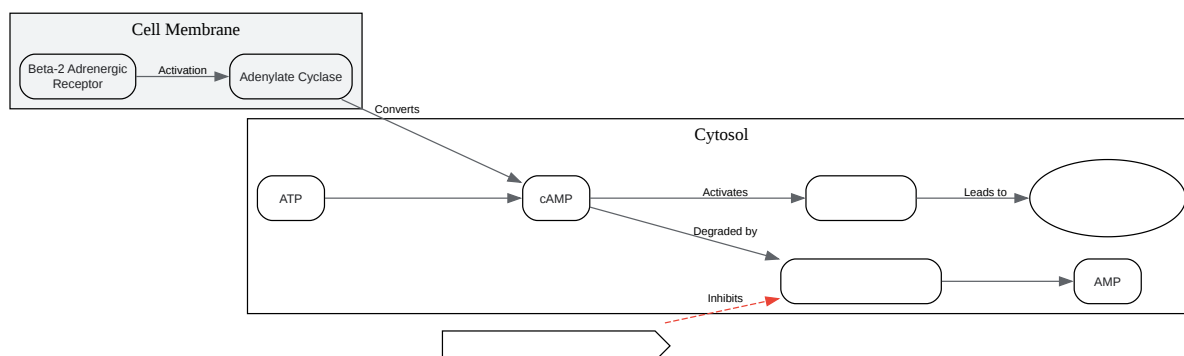 Cell Membrane
Beta-2 Adrenergic
Receptor
Activation
Adenylate Cyclase
Converts
Cytosol
ATP
cAMP
Activates
Leads to
Degraded by
AMP
Inhibits